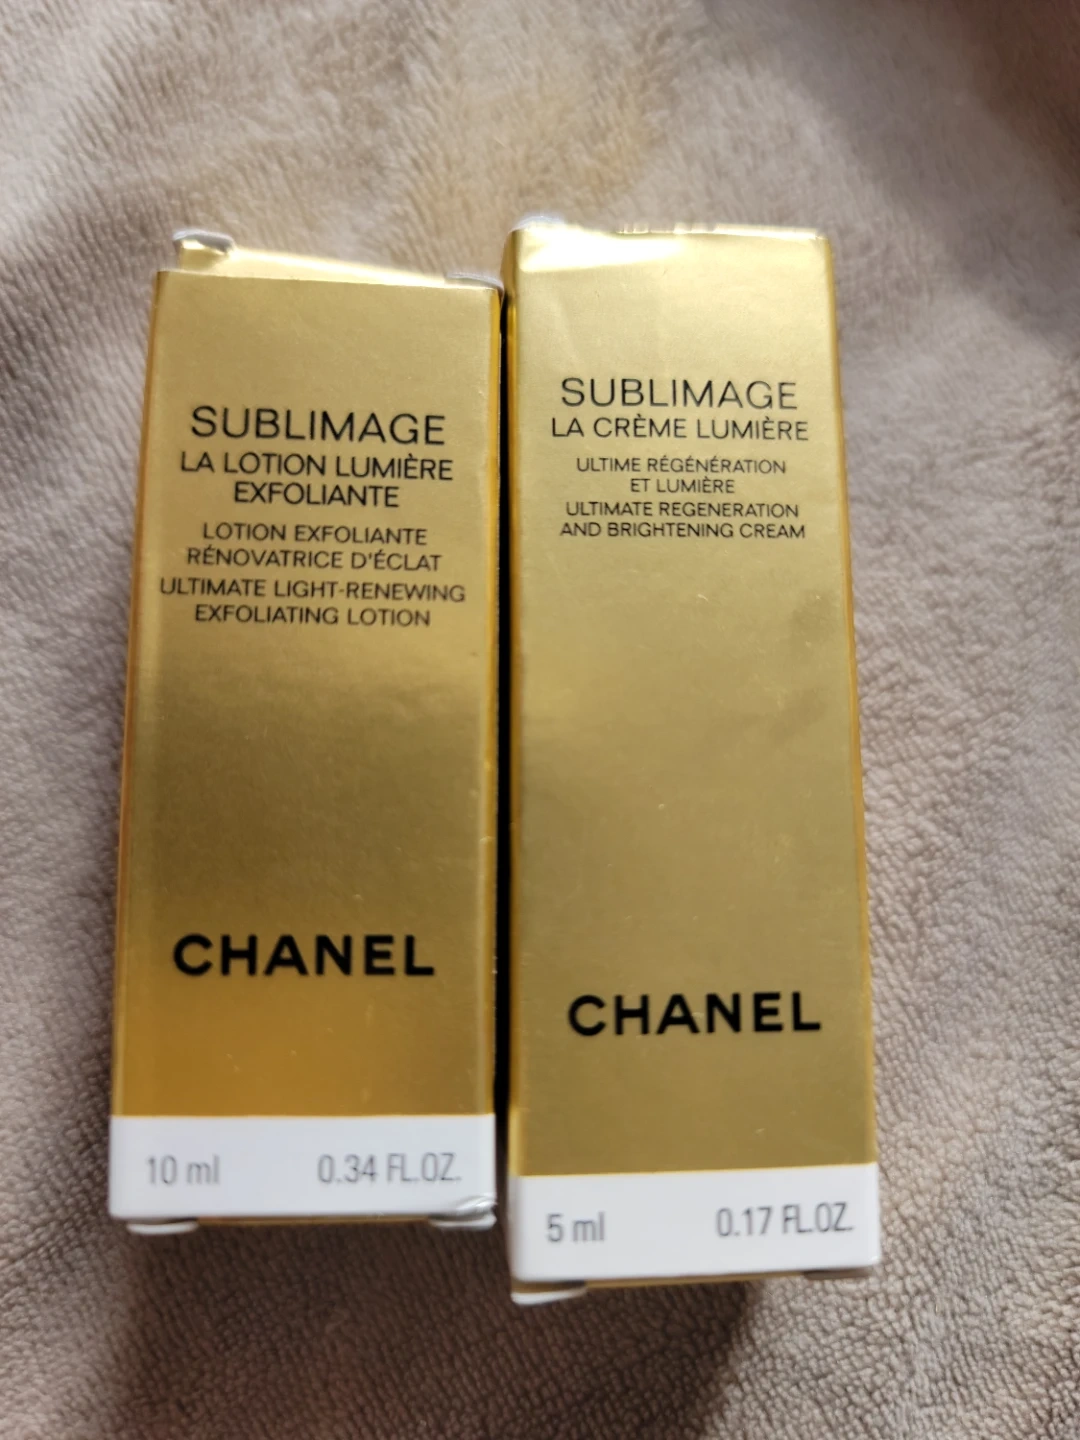 SUBLIMAGE
LA LOTION LUMIÈRE
EXFOLIANTE
LOTION EXFOLIANTE
RÉNOVATRICE D'ÉCLAT
ULTIMATE LIGHT-RENEWING
EXFOLIATING LOTION
CHANEL
10 ml 0.34 FL.OZ.
SUBLIMAGE
LA CRÈME LUMIÈRE
ULTIME RÉGÉNÉRATION
ET LUMIÈRE
ULTIMATE REGENERATION
AND BRIGHTENING CREAM
CHANEL
5 ml 0.17 FL.OZ.